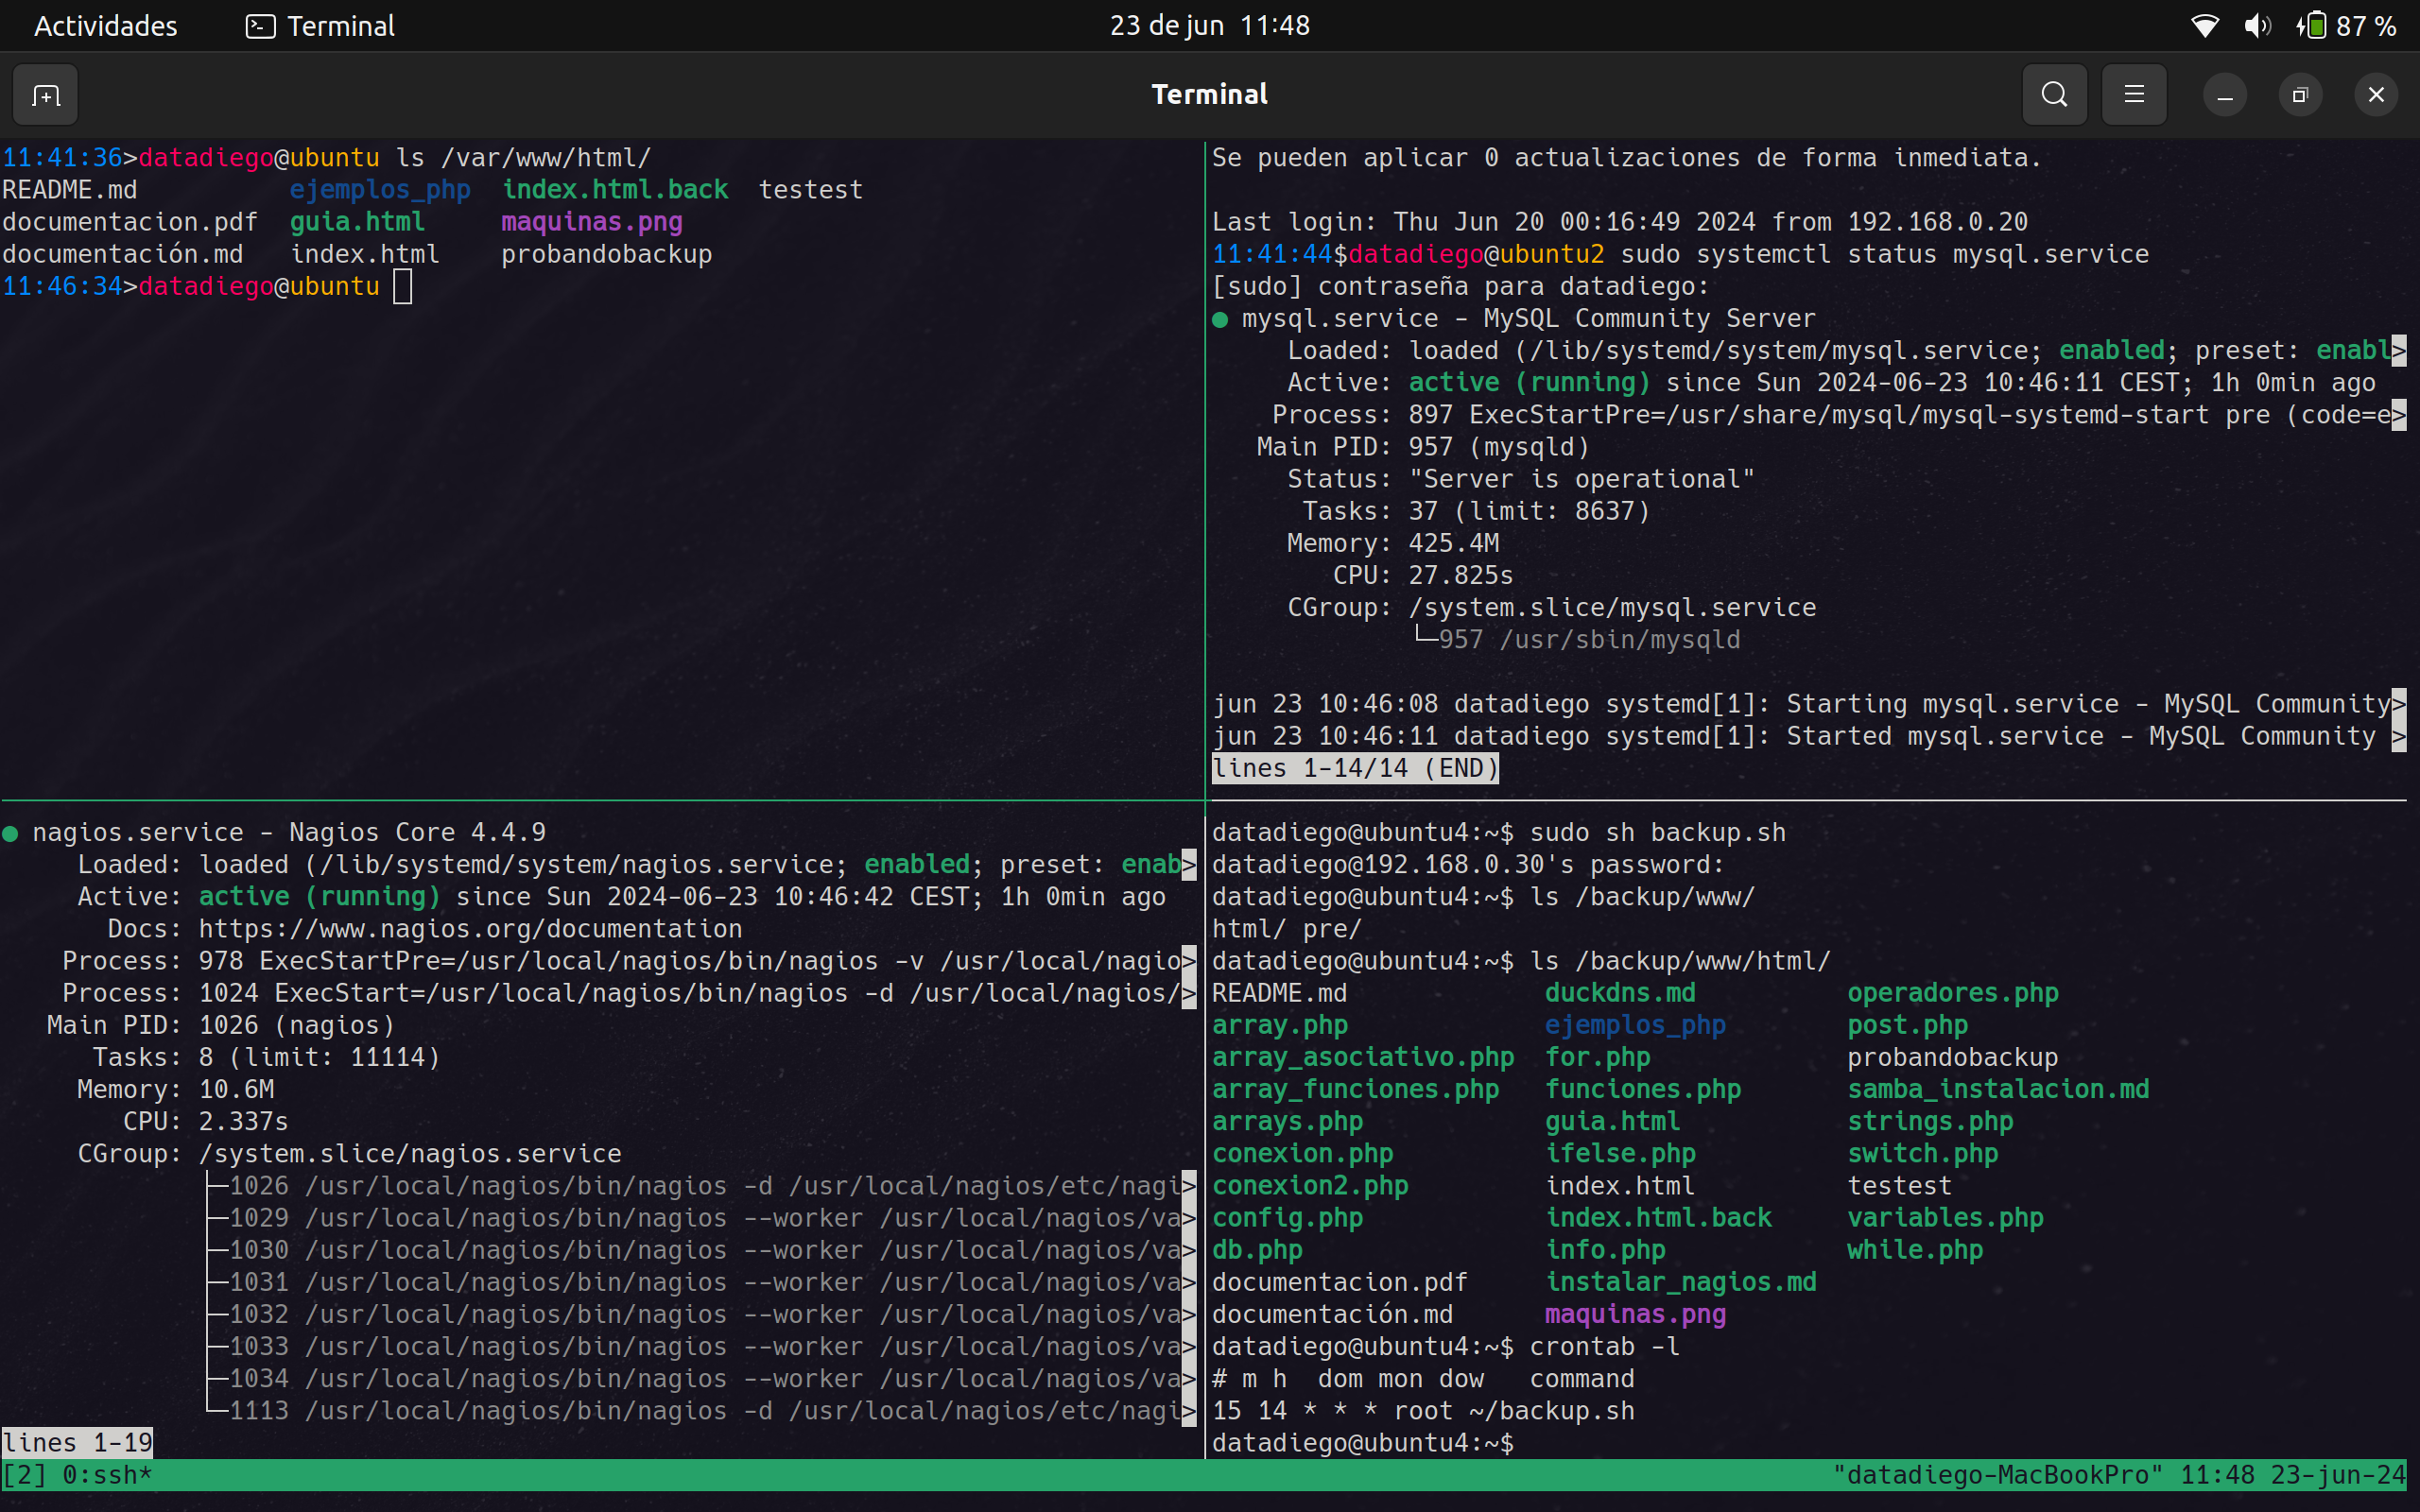 Actividades Terminal 23 de jun 11:48 87 %
Terminal
11:41:36>datadiego@ubuntu ls /var/www/html/
README.md ejemplos_php index.html.back testest
documentacion.pdf guia.html maquinas.png
documentación.md index.html probandobackup
11:46:34>datadiego@ubuntu
Se pueden aplicar 0 actualizaciones de forma inmediata.
Last login: Thu Jun 20 00:16:49 2024 from 192.168.0.20
11:41:44$datadiego@ubuntu2 sudo systemctl status mysql.service
[sudo] contraseña para datadiego:
● mysql.service - MySQL Community Server
Loaded: loaded (/lib/systemd/system/mysql.service; enabled; preset: enabl>
Active: active (running) since Sun 2024-06-23 10:46:11 CEST; 1h 0min ago
Process: 897 ExecStartPre=/usr/share/mysql/mysql-systemd-start pre (code=e>
Main PID: 957 (mysqld)
Status: "Server is operational"
Tasks: 37 (limit: 8637)
Memory: 425.4M
CPU: 27.825s
CGroup: /system.slice/mysql.service
└─957 /usr/sbin/mysqld
jun 23 10:46:08 datadiego systemd[1]: Starting mysql.service - MySQL Community>
jun 23 10:46:11 datadiego systemd[1]: Started mysql.service - MySQL Community >
lines 1-14/14 (END)
● nagios.service - Nagios Core 4.4.9
Loaded: loaded (/lib/systemd/system/nagios.service; enabled; preset: enab>
Active: active (running) since Sun 2024-06-23 10:46:42 CEST; 1h 0min ago
Docs: https://www.nagios.org/documentation
Process: 978 ExecStartPre=/usr/local/nagios/bin/nagios -v /usr/local/nagio>
Process: 1024 ExecStart=/usr/local/nagios/bin/nagios -d /usr/local/nagios/>
Main PID: 1026 (nagios)
Tasks: 8 (limit: 11114)
Memory: 10.6M
CPU: 2.337s
CGroup: /system.slice/nagios.service
├─1026 /usr/local/nagios/bin/nagios -d /usr/local/nagios/etc/nagi>
├─1029 /usr/local/nagios/bin/nagios --worker /usr/local/nagios/va>
├─1030 /usr/local/nagios/bin/nagios --worker /usr/local/nagios/va>
├─1031 /usr/local/nagios/bin/nagios --worker /usr/local/nagios/va>
├─1032 /usr/local/nagios/bin/nagios --worker /usr/local/nagios/va>
├─1033 /usr/local/nagios/bin/nagios --worker /usr/local/nagios/va>
├─1034 /usr/local/nagios/bin/nagios --worker /usr/local/nagios/va>
└─1113 /usr/local/nagios/bin/nagios -d /usr/local/nagios/etc/nagi>
lines 1-19
datadiego@ubuntu4:~$ sudo sh backup.sh
datadiego@192.168.0.30's password:
datadiego@ubuntu4:~$ ls /backup/www/
html/ pre/
datadiego@ubuntu4:~$ ls /backup/www/html/
README.md duckdns.md operadores.php
array.php ejemplos_php post.php
array_asociativo.php for.php probandobackup
array_funciones.php funciones.php samba_instalacion.md
arrays.php guia.html strings.php
conexion.php ifelse.php switch.php
conexion2.php index.html testest
config.php index.html.back variables.php
db.php info.php while.php
documentacion.pdf instalar_nagios.md
documentación.md maquinas.png
datadiego@ubuntu4:~$ crontab -l
# m h dom mon dow command
15 14 * * * root ~/backup.sh
datadiego@ubuntu4:~$
[2] 0:ssh* "datadiego-MacBookPro" 11:48 23-jun-24